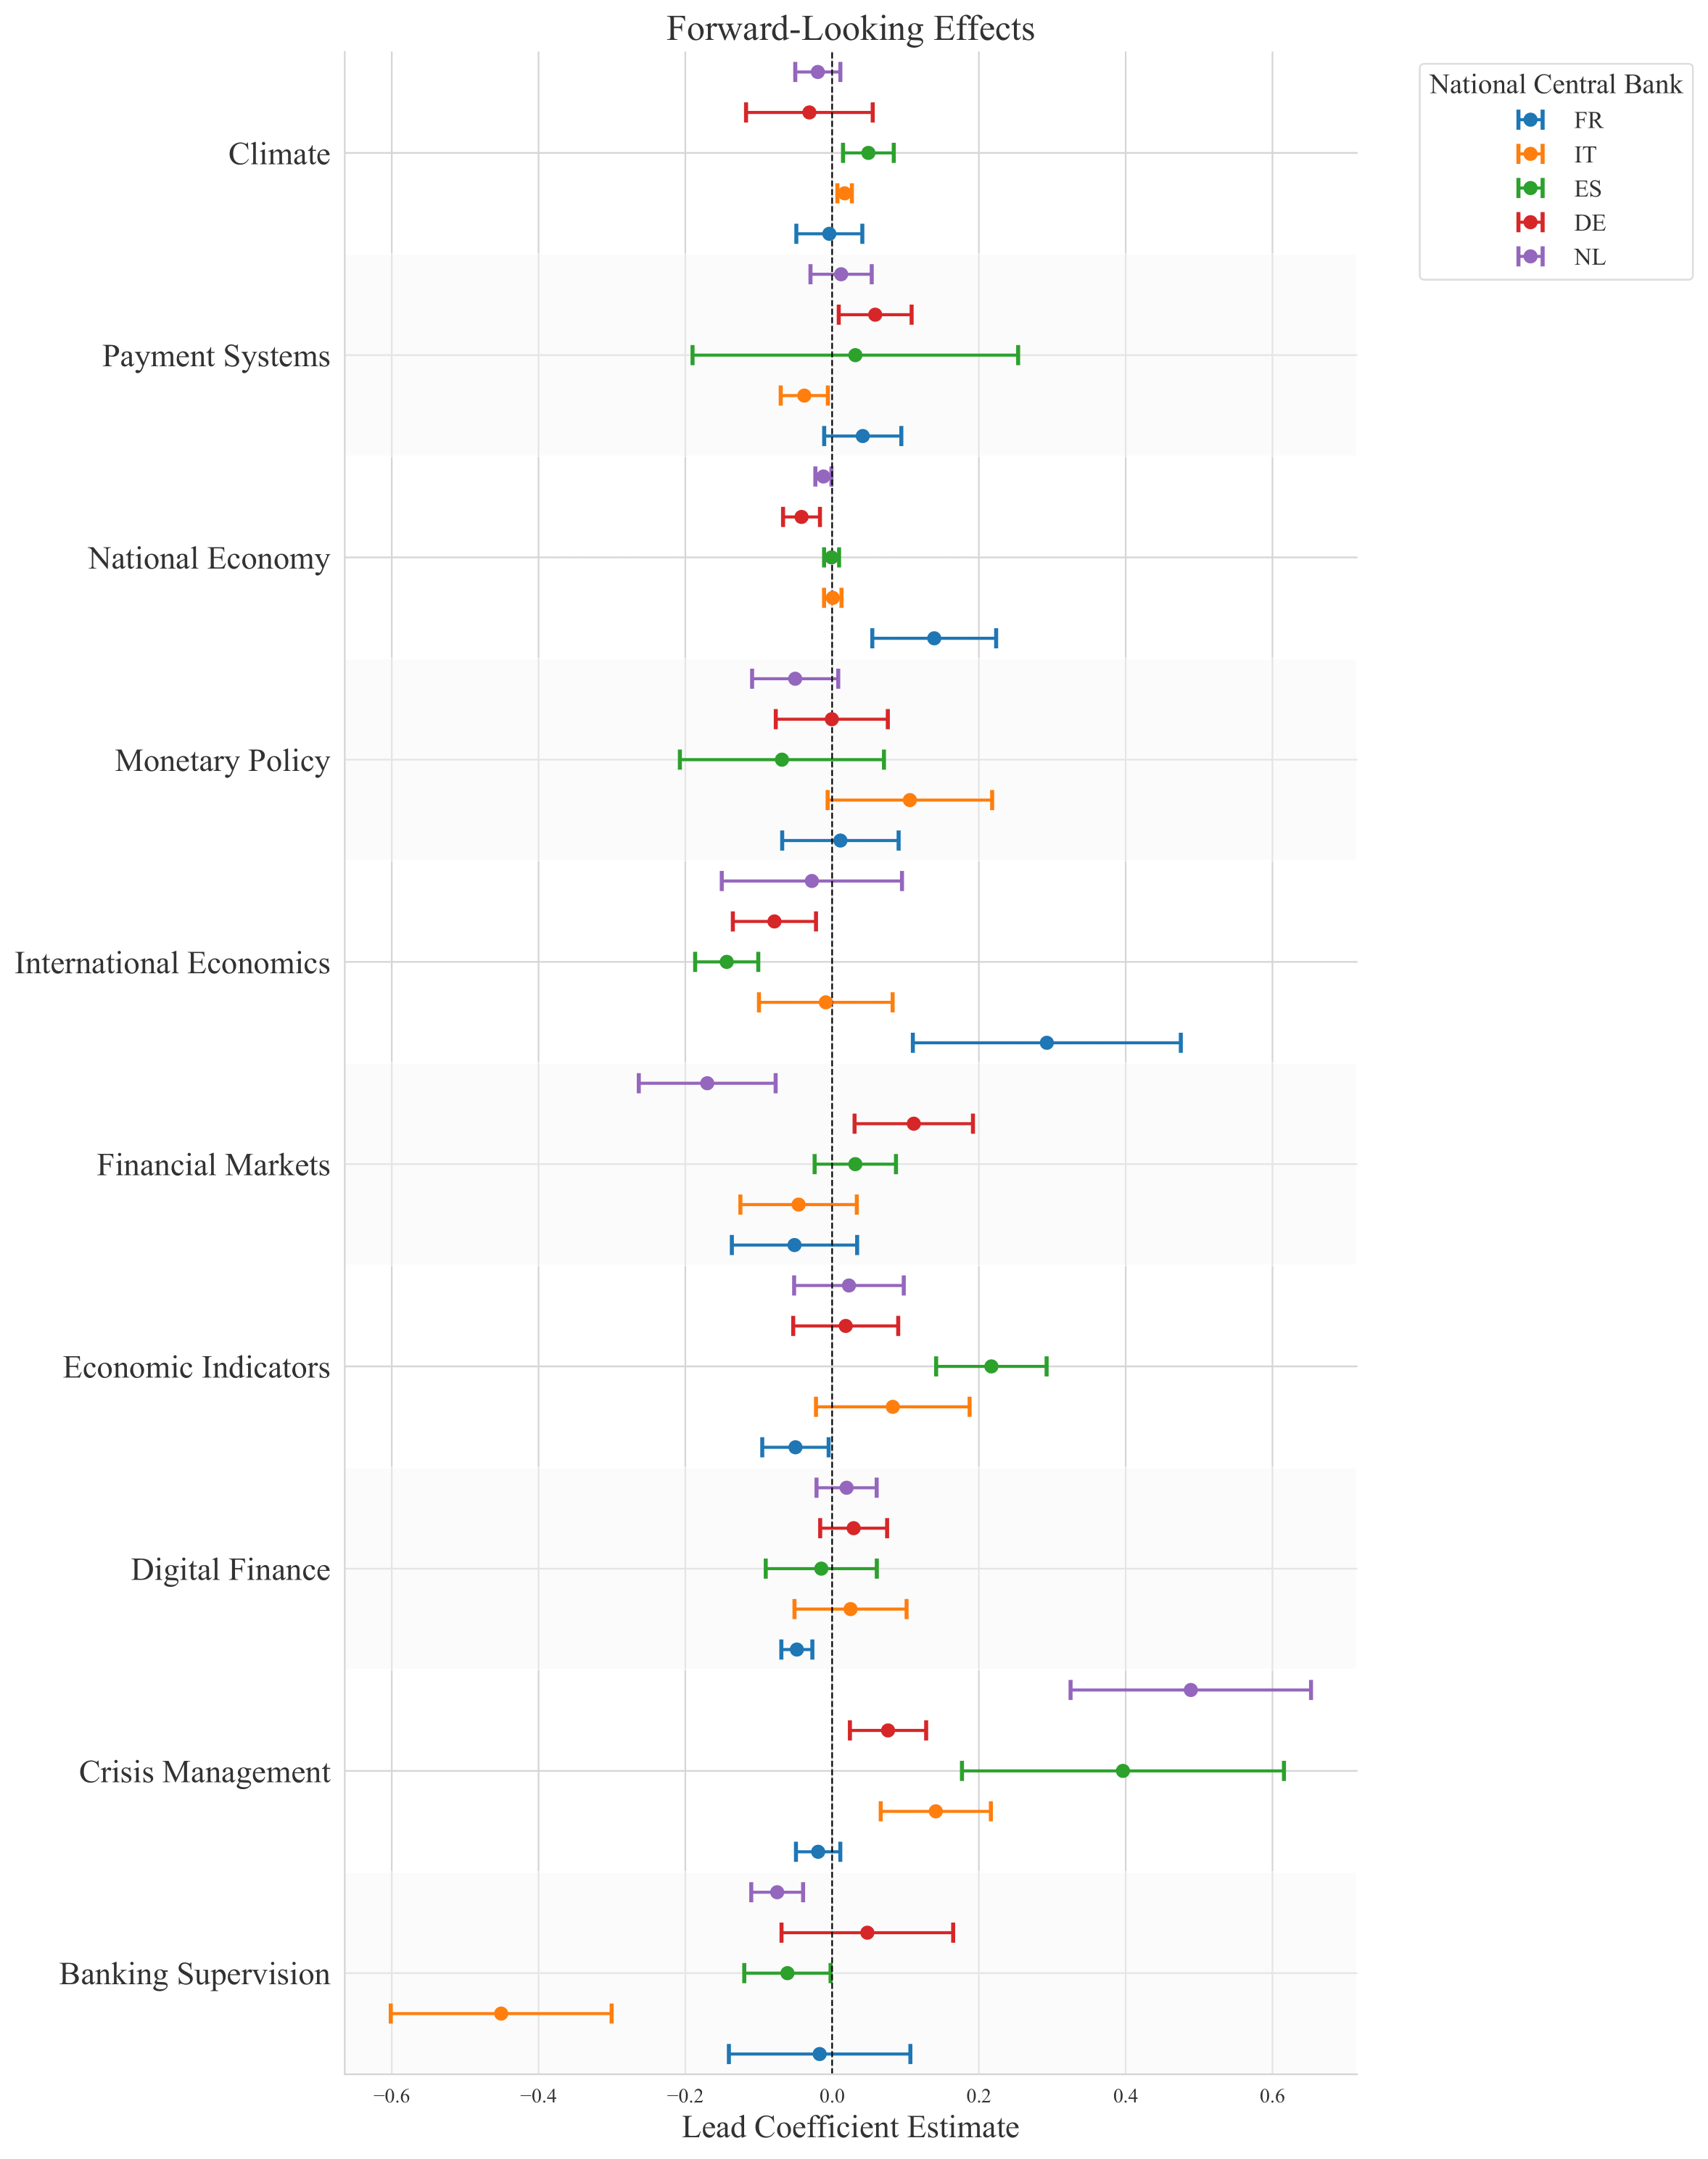 Forward-Looking Effects
National Central Bank
FR
IT
ES
DE
NL
Climate
Payment Systems
National Economy
Monetary Policy
International Economics
Financial Markets
Economic Indicators
Digital Finance
Crisis Management
Banking Supervision
−0.6 −0.4 −0.2 0.0 0.2 0.4 0.6
Lead Coefficient Estimate